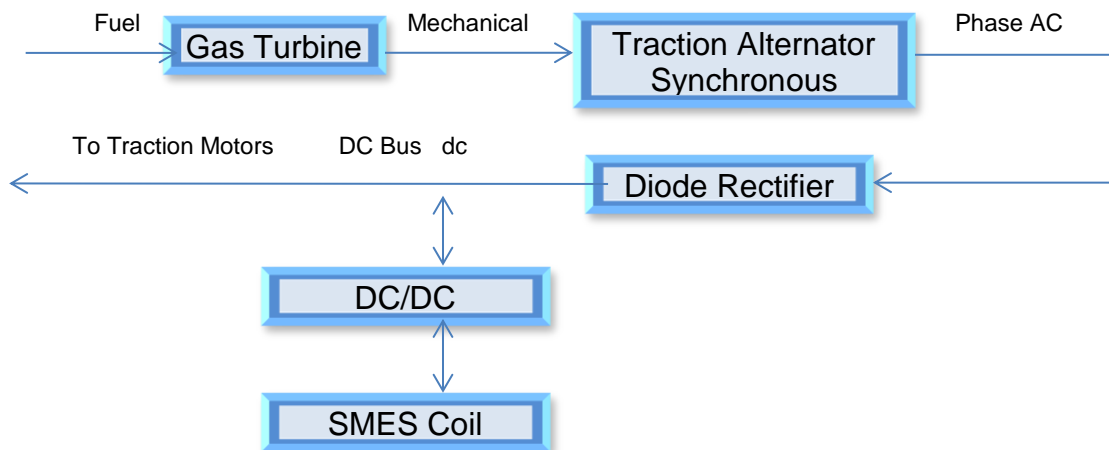 Fuel
Gas Turbine
Mechanical
Traction Alternator
Synchronous
Phase AC
To Traction Motors
DC Bus dc
Diode Rectifier
DC/DC
SMES Coil